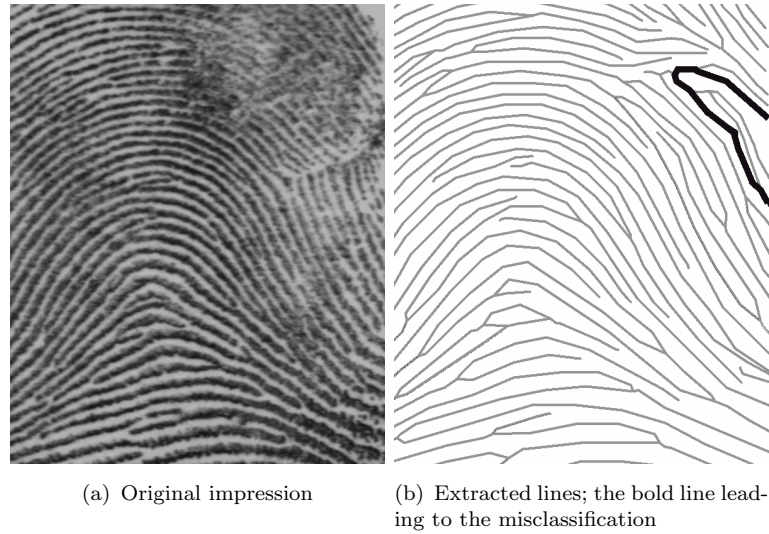 (a) Original impression
(b) Extracted lines; the bold line lead-
ing to the misclassification